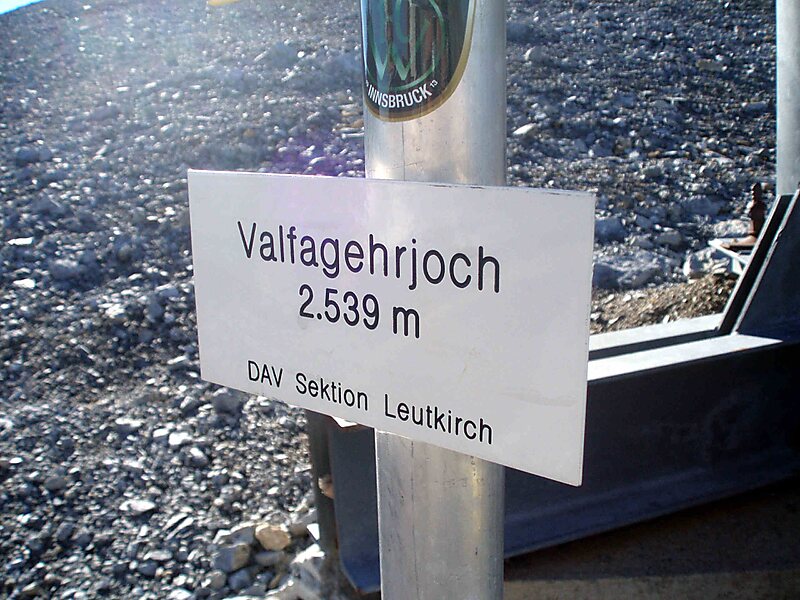 INNSBRUCK
Valfagehrjoch
2.539 m
DAV Sektion Leutkirch